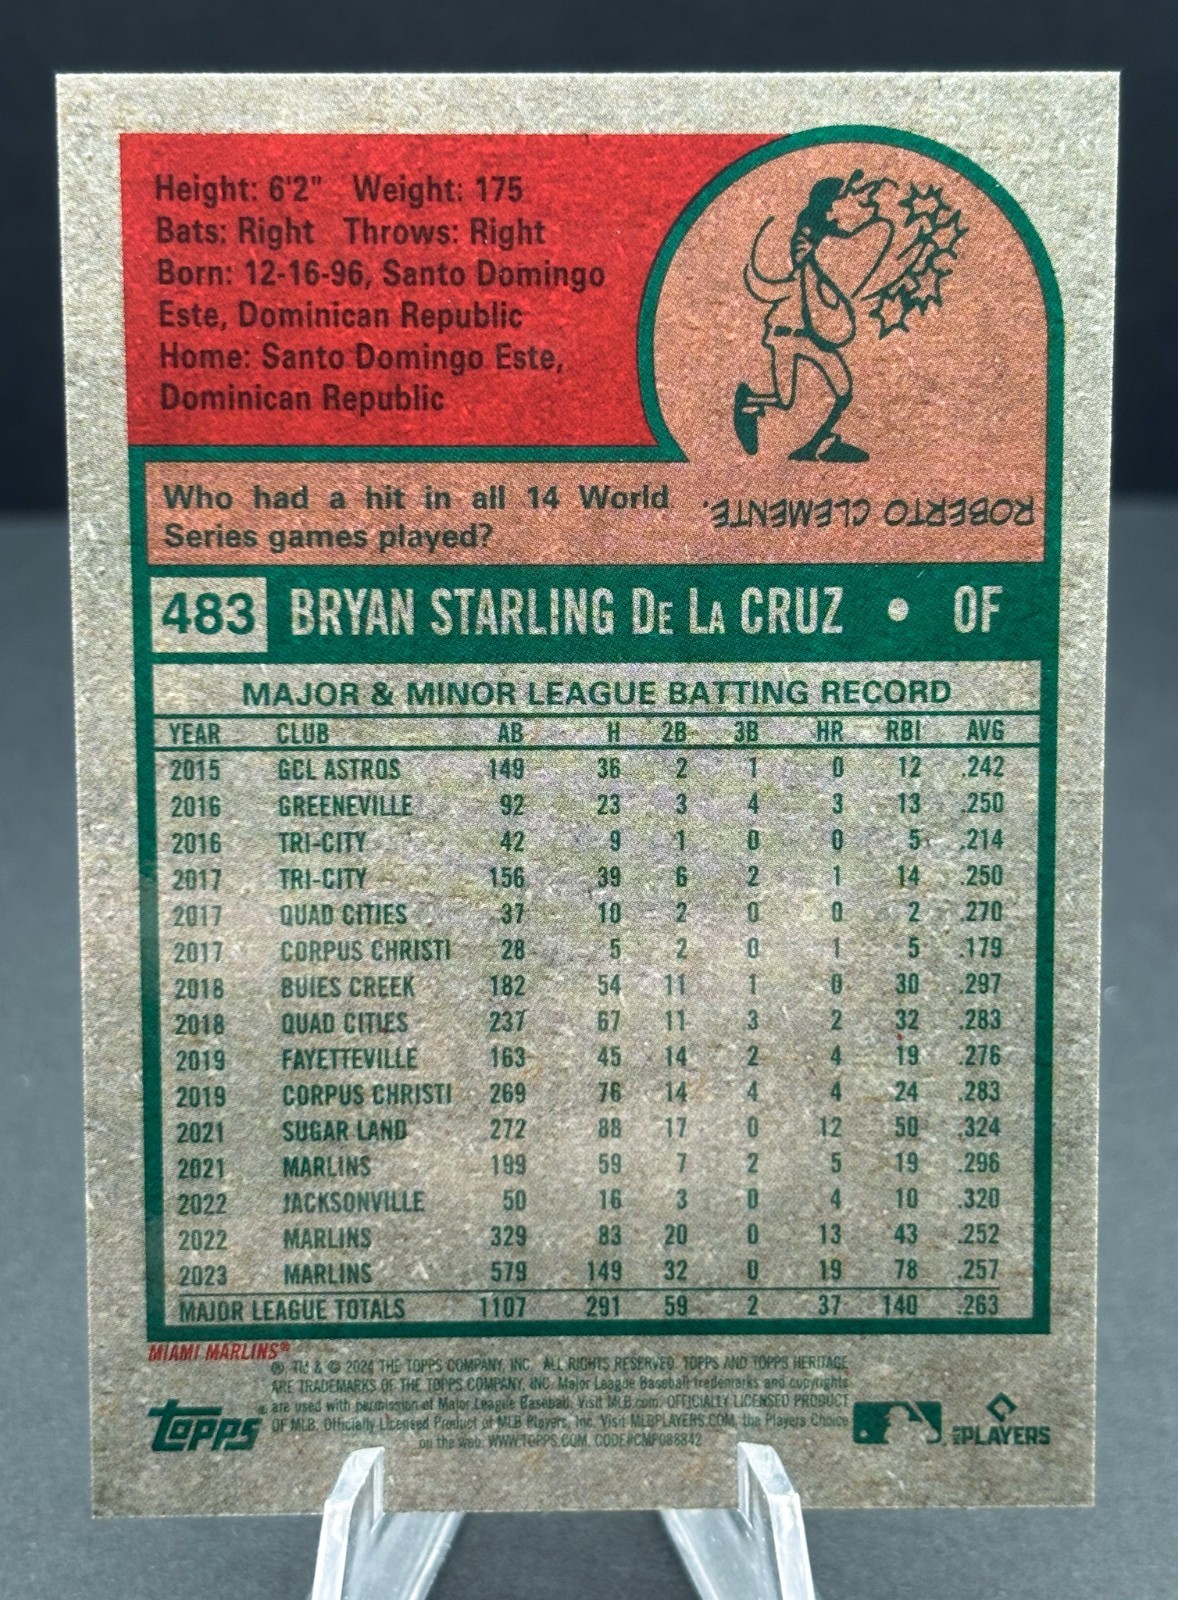 Height: 6'2" Weight: 175
Bats: Right Throws: Right
Born: 12-16-96, Santo Domingo
Este, Dominican Republic
Home: Santo Domingo Este,
Dominican Republic
Who had a hit in all 14 World
Series games played?
ROBERTO CLEMENTE.
483 BRYAN STARLING De La CRUZ • OF
MAJOR & MINOR LEAGUE BATTING RECORD
YEAR CLUB AB H 2B 3B HR RBI AVG
2015 GCL ASTROS 149 36 2 1 0 12 .242
2016 GREENEVILLE 92 23 3 4 3 13 .250
2016 TRI-CITY 42 9 1 0 0 5 .214
2017 TRI-CITY 156 39 6 2 1 14 .250
2017 QUAD CITIES 37 10 2 0 0 2 .270
2017 CORPUS CHRISTI 28 5 2 0 1 5 .179
2018 BUIES CREEK 182 54 11 1 0 30 .297
2018 QUAD CITIES 237 67 11 3 2 32 .283
2019 FAYETTEVILLE 163 45 14 2 4 19 .276
2019 CORPUS CHRISTI 269 76 14 4 4 24 .283
2021 SUGAR LAND 272 88 17 0 12 50 .324
2021 MARLINS 199 59 7 2 5 19 .296
2022 JACKSONVILLE 50 16 3 0 4 10 .320
2022 MARLINS 329 83 20 0 13 43 .252
2023 MARLINS 579 149 32 0 19 78 .257
MAJOR LEAGUE TOTALS 1107 291 59 2 37 140 .263
MIAMI MARLINS®
® TM & © 2024 THE TOPPS COMPANY, INC. ALL RIGHTS RESERVED. TOPPS AND TOPPS HERITAGE
ARE TRADEMARKS OF THE TOPPS COMPANY, INC. Major League Baseball trademarks and copyrights
are used with permission of Major League Baseball. Visit MLB.com. OFFICIALLY LICENSED PRODUCT
OF MLB. Officially Licensed Product of MLB Players, Inc. Visit MLBPLAYERS.COM, the Players Choice
on the web. WWW.TOPPS.COM. CODE#CMP088842
TOPPS®
MLB PLAYERS